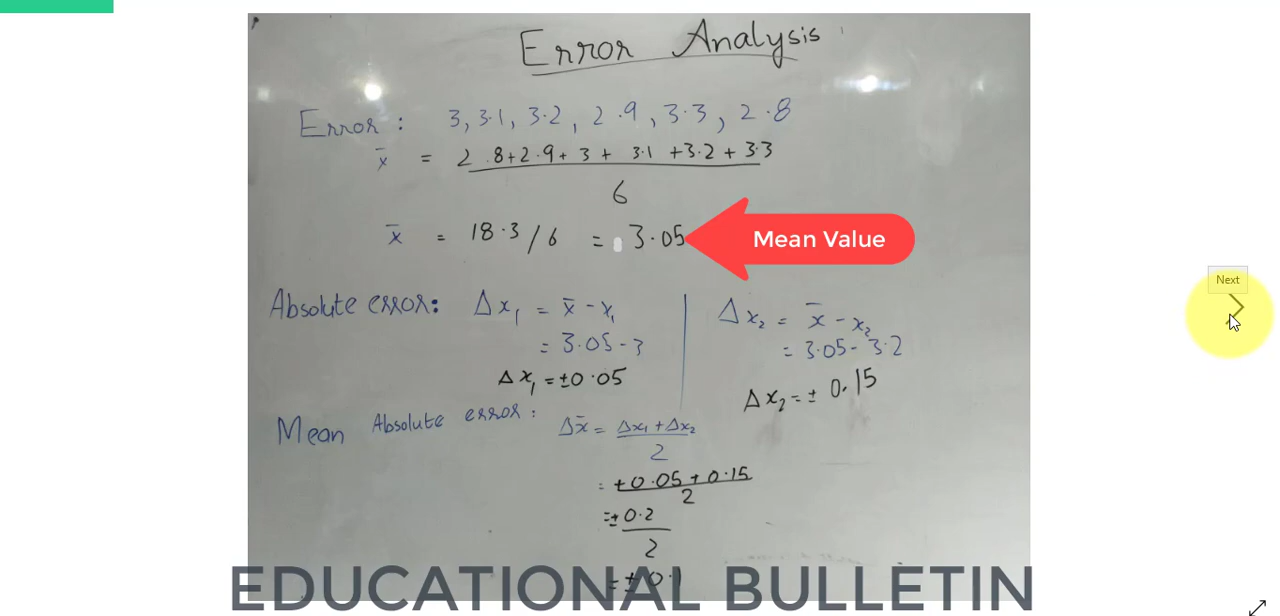 Error Analysis
Error: 3, 3.1, 3.2, 2.9, 3.3, 2.8
x̄ = 2.8+2.9+3+3.1+3.2+3.3
6
x̄ = 18.3/6 = 3.05
Mean Value
Next
Absolute error: Δx₁ = x̄ - x₁
= 3.05-3
Δx₁ = ±0.05
Δx₂ = x̄ - x₂
= 3.05-3.2
Δx₂ = ± 0.15
Mean Absolute error: Δx̄ = Δx₁+Δx₂
2
= +0.05+0.15
2
=±0.2
2
=±0.1
EDUCATIONAL BULLETIN